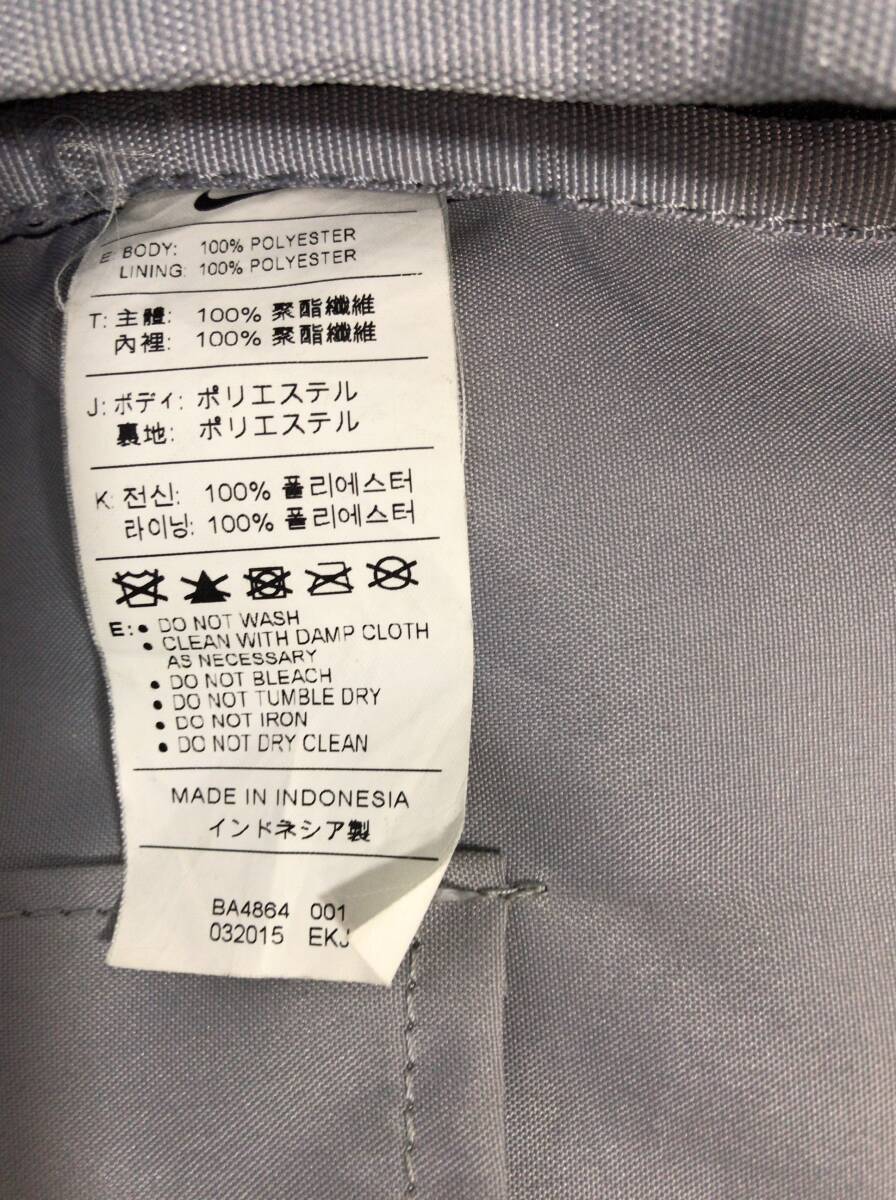 E: BODY: 100% POLYESTER
LINING: 100% POLYESTER
T: 主體: 100% 聚酯纖維
內裡: 100% 聚酯纖維
J: ボディ: ポリエステル
裏地: ポリエステル
K: 전신: 100% 폴리에스터
라이닝: 100% 폴리에스터
E: • DO NOT WASH
• CLEAN WITH DAMP CLOTH
AS NECESSARY
• DO NOT BLEACH
• DO NOT TUMBLE DRY
• DO NOT IRON
• DO NOT DRY CLEAN
MADE IN INDONESIA
インドネシア製
BA4864 001
032015 EKJ